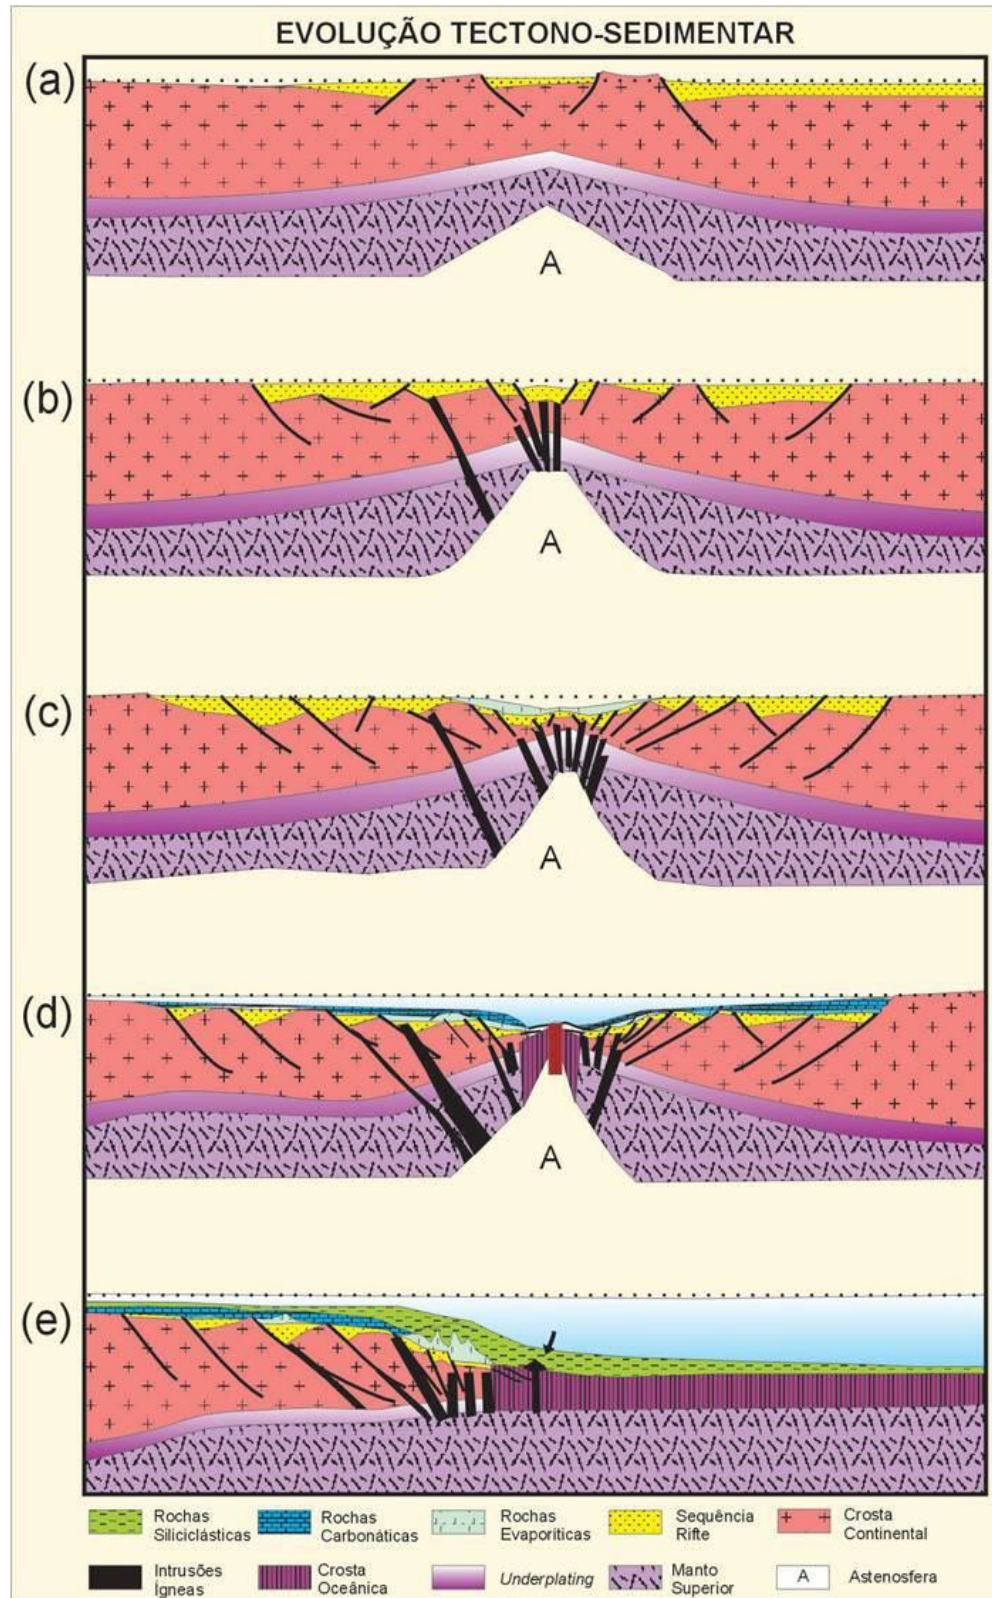 EVOLUÇÃO TECTONO-SEDIMENTAR
(a)
A
(b)
A
(c)
A
(d)
A
(e)
Rochas
Siliciclásticas
Rochas
Carbonáticas
Rochas
Evaporíticas
Sequência
Rifte
Crosta
Continental
Intrusões
Ígneas
Crosta
Oceânica
Underplating
Manto
Superior
A
Astenosfera